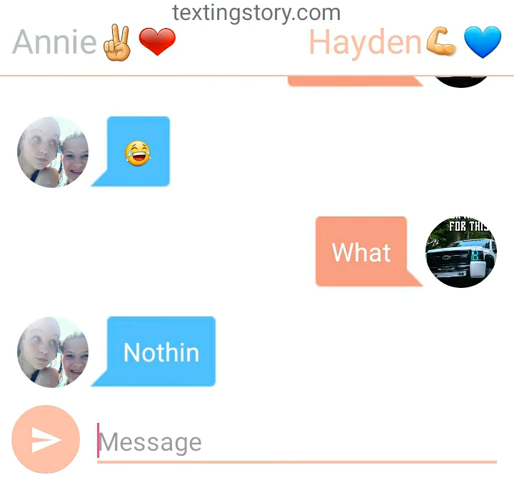 textingstory.com
Annie✌️❤️ Hayden💪💙
😂
FOR THIS
What
Nothin
Message